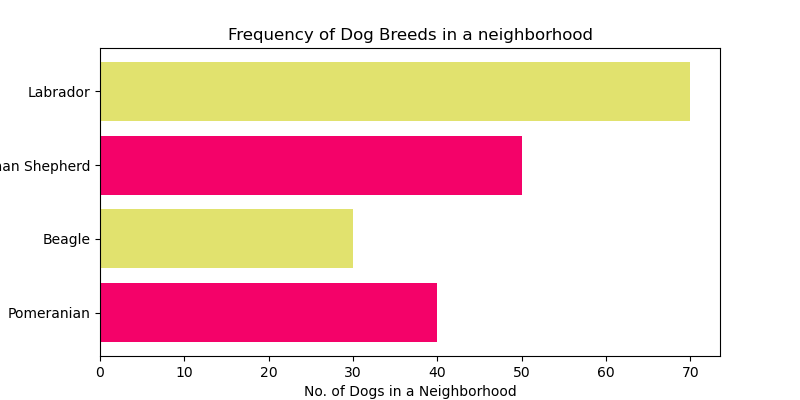 Frequency of Dog Breeds in a neighborhood
Labrador
Shepherd
Beagle
Pomeranian
0 10 20 30 40 50 60 70
No. of Dogs in a Neighborhood